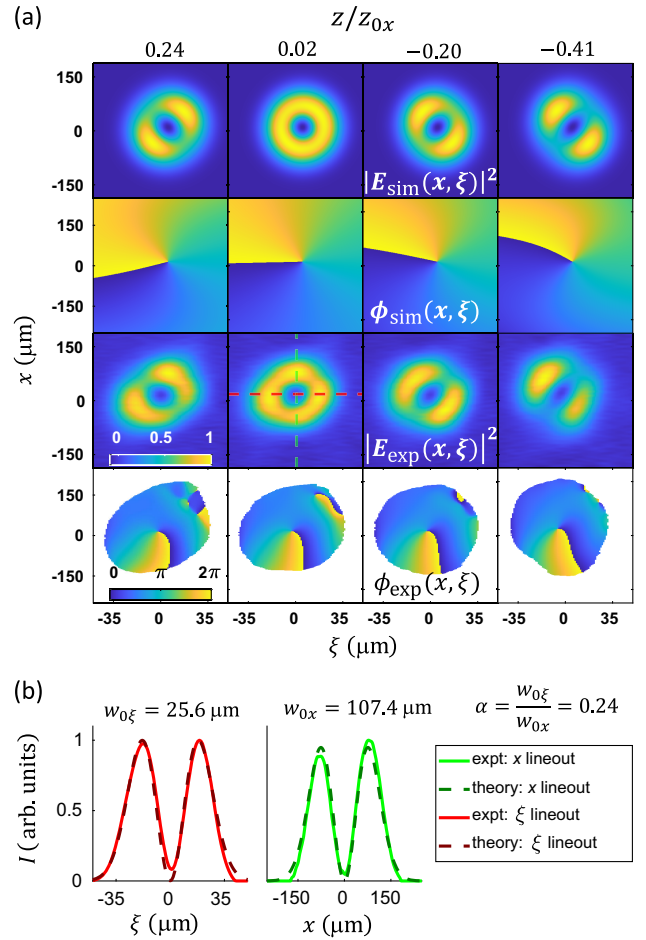 (a)
z/z₀ₓ
0.24 0.02 −0.20 −0.41
150
0
-150
|E_sim(x, ξ)|²
150
0
-150
ϕ_sim(x, ξ)
x (μm)
150
0
-150
0 0.5 1
|E_exp(x, ξ)|²
150
0
-150
0 π 2π
ϕ_exp(x, ξ)
-35 0 35 -35 0 35 -35 0 35 -35 0 35
ξ (μm)
(b)
w₀ξ = 25.6 μm
w₀ₓ = 107.4 μm
α = w₀ξ/w₀ₓ = 0.24
I (arb. units)
1
0.5
0
-35 0 35
ξ (μm)
-150 0 150
x (μm)
expt: x lineout
theory: x lineout
expt: ξ lineout
theory: ξ lineout